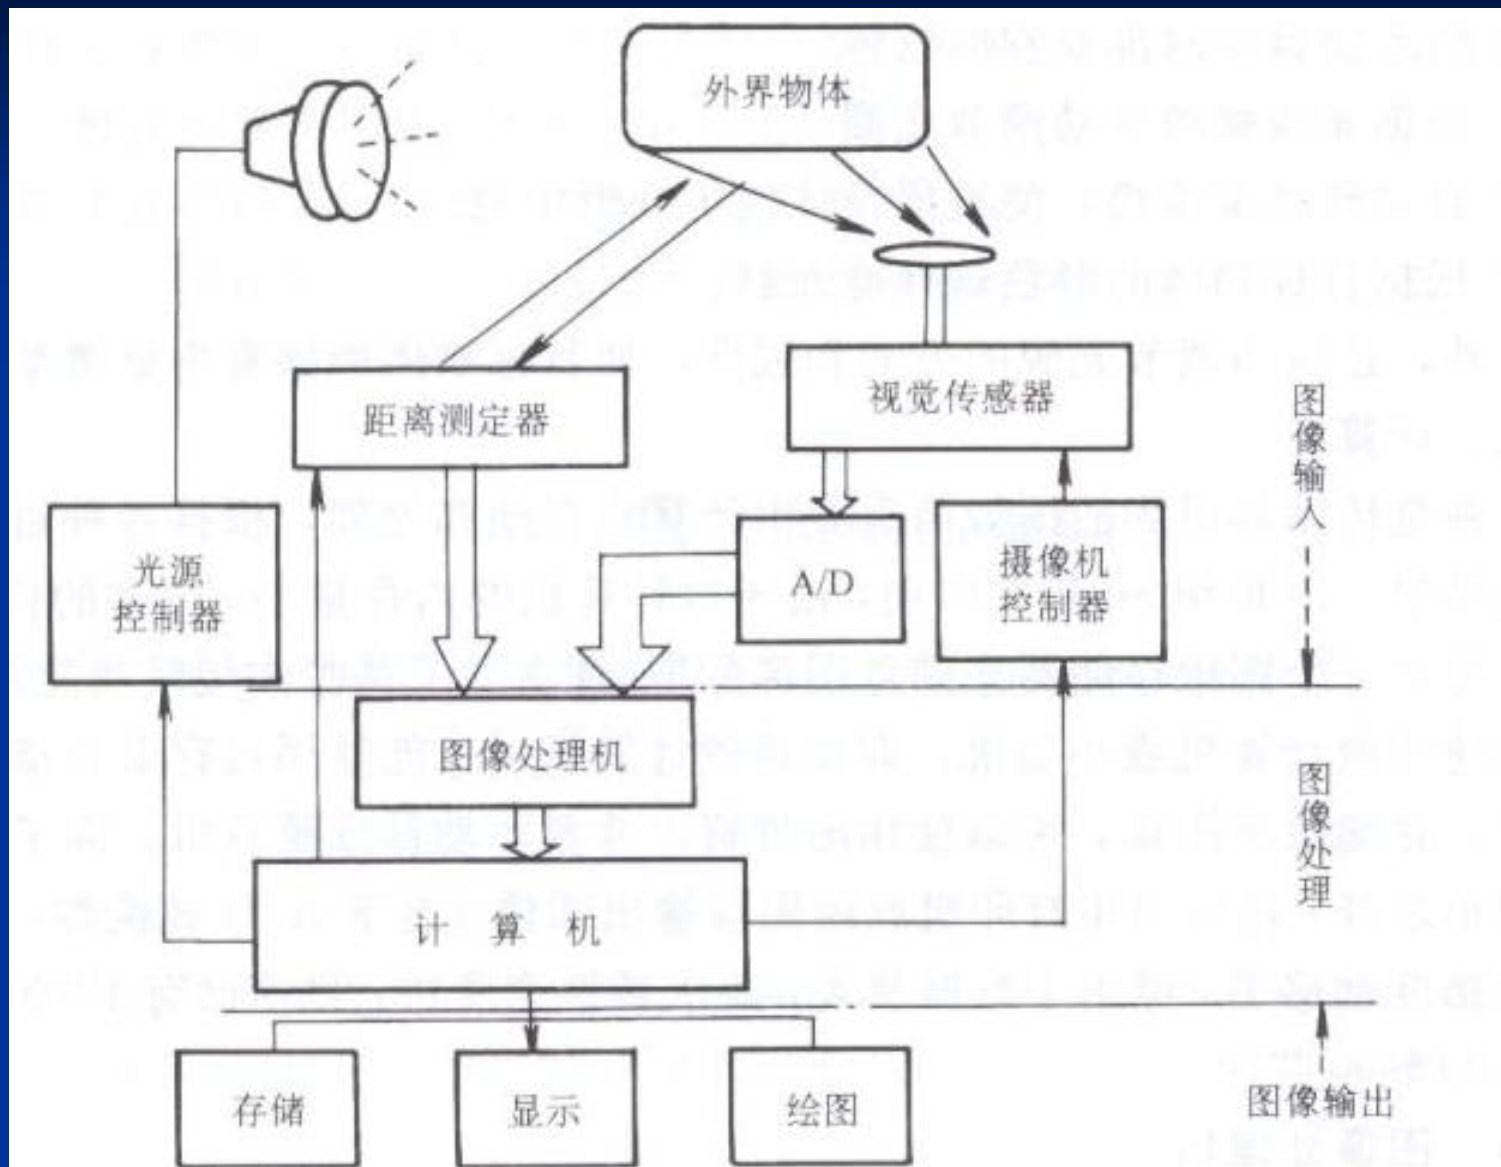 外界物体
距离测定器
视觉传感器
图像输入
光源
控制器
A/D
摄像机
控制器
图像处理机
图像处理
计 算 机
存储
显示
绘图
图像输出